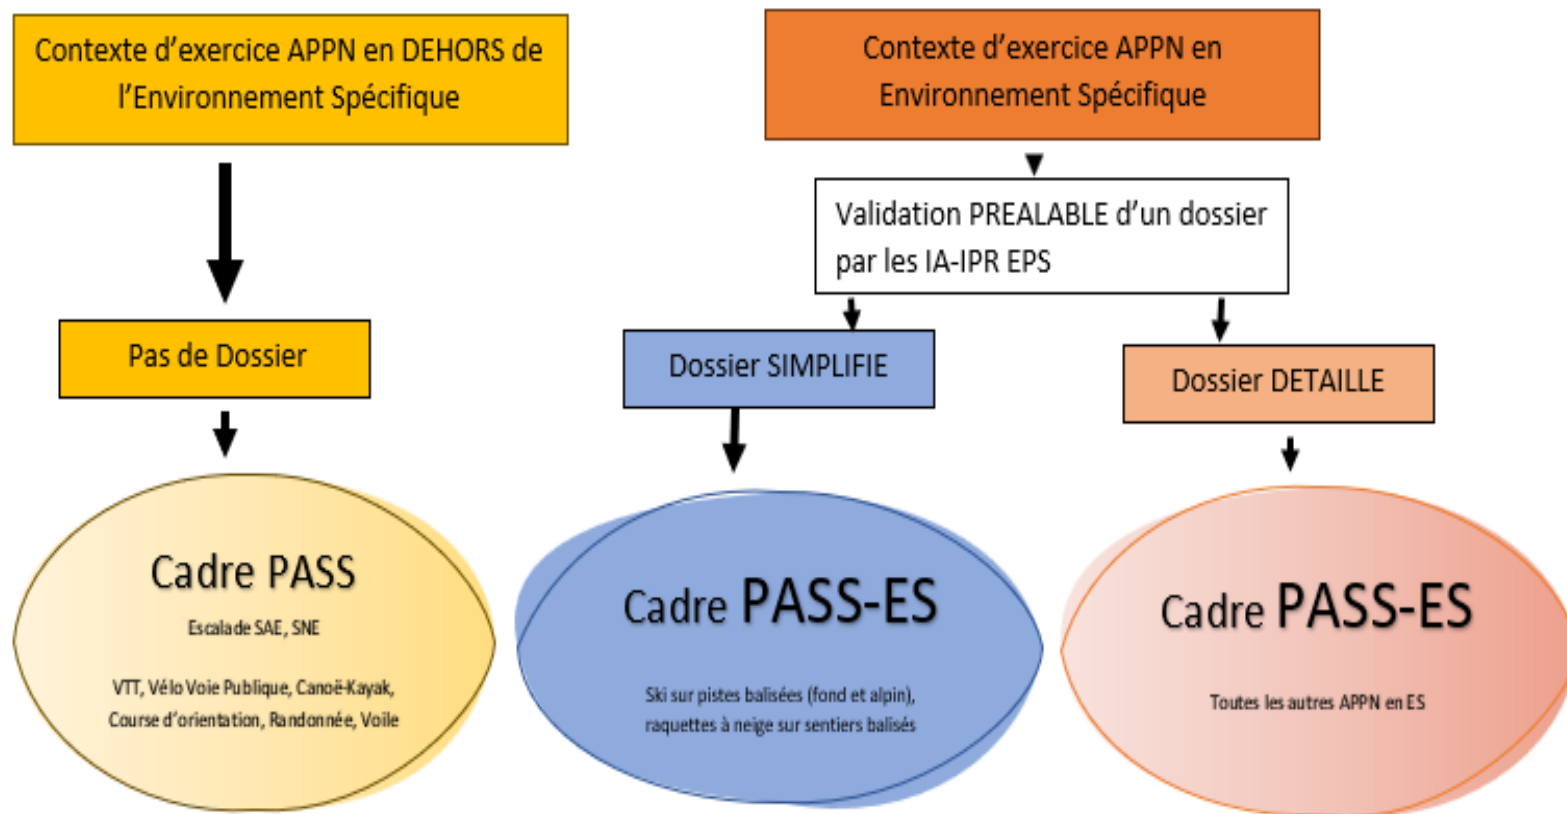 Contexte d'exercice APPN en DEHORS de
l'Environnement Spécifique
Contexte d'exercice APPN en
Environnement Spécifique
Validation PREALABLE d'un dossier
par les IA-IPR EPS
Pas de Dossier
Dossier SIMPLIFIE
Dossier DETAILLE
Cadre PASS
Escalade SAE, SNE
VTT, Vélo Voie Publique, Canoë-Kayak,
Course d'orientation, Randonnée, Voile
Cadre PASS-ES
Ski sur pistes balisées (fond et alpin),
raquettes à neige sur sentiers balisés
Cadre PASS-ES
Toutes les autres APPN en ES